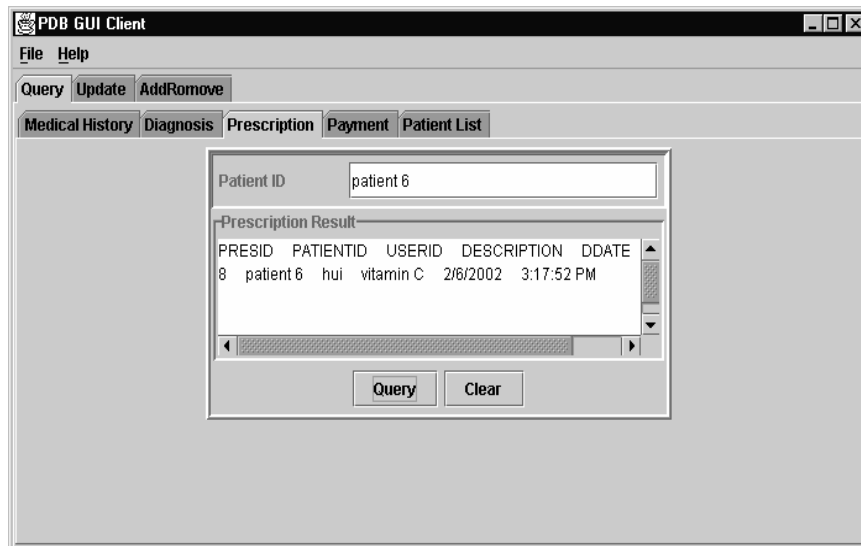 PDB GUI Client
File Help
Query Update AddRomove
Medical History Diagnosis Prescription Payment Patient List
Patient ID patient 6
Prescription Result
PRESID PATIENTID USERID DESCRIPTION DDATE
8 patient 6 hui vitamin C 2/6/2002 3:17:52 PM
Query Clear